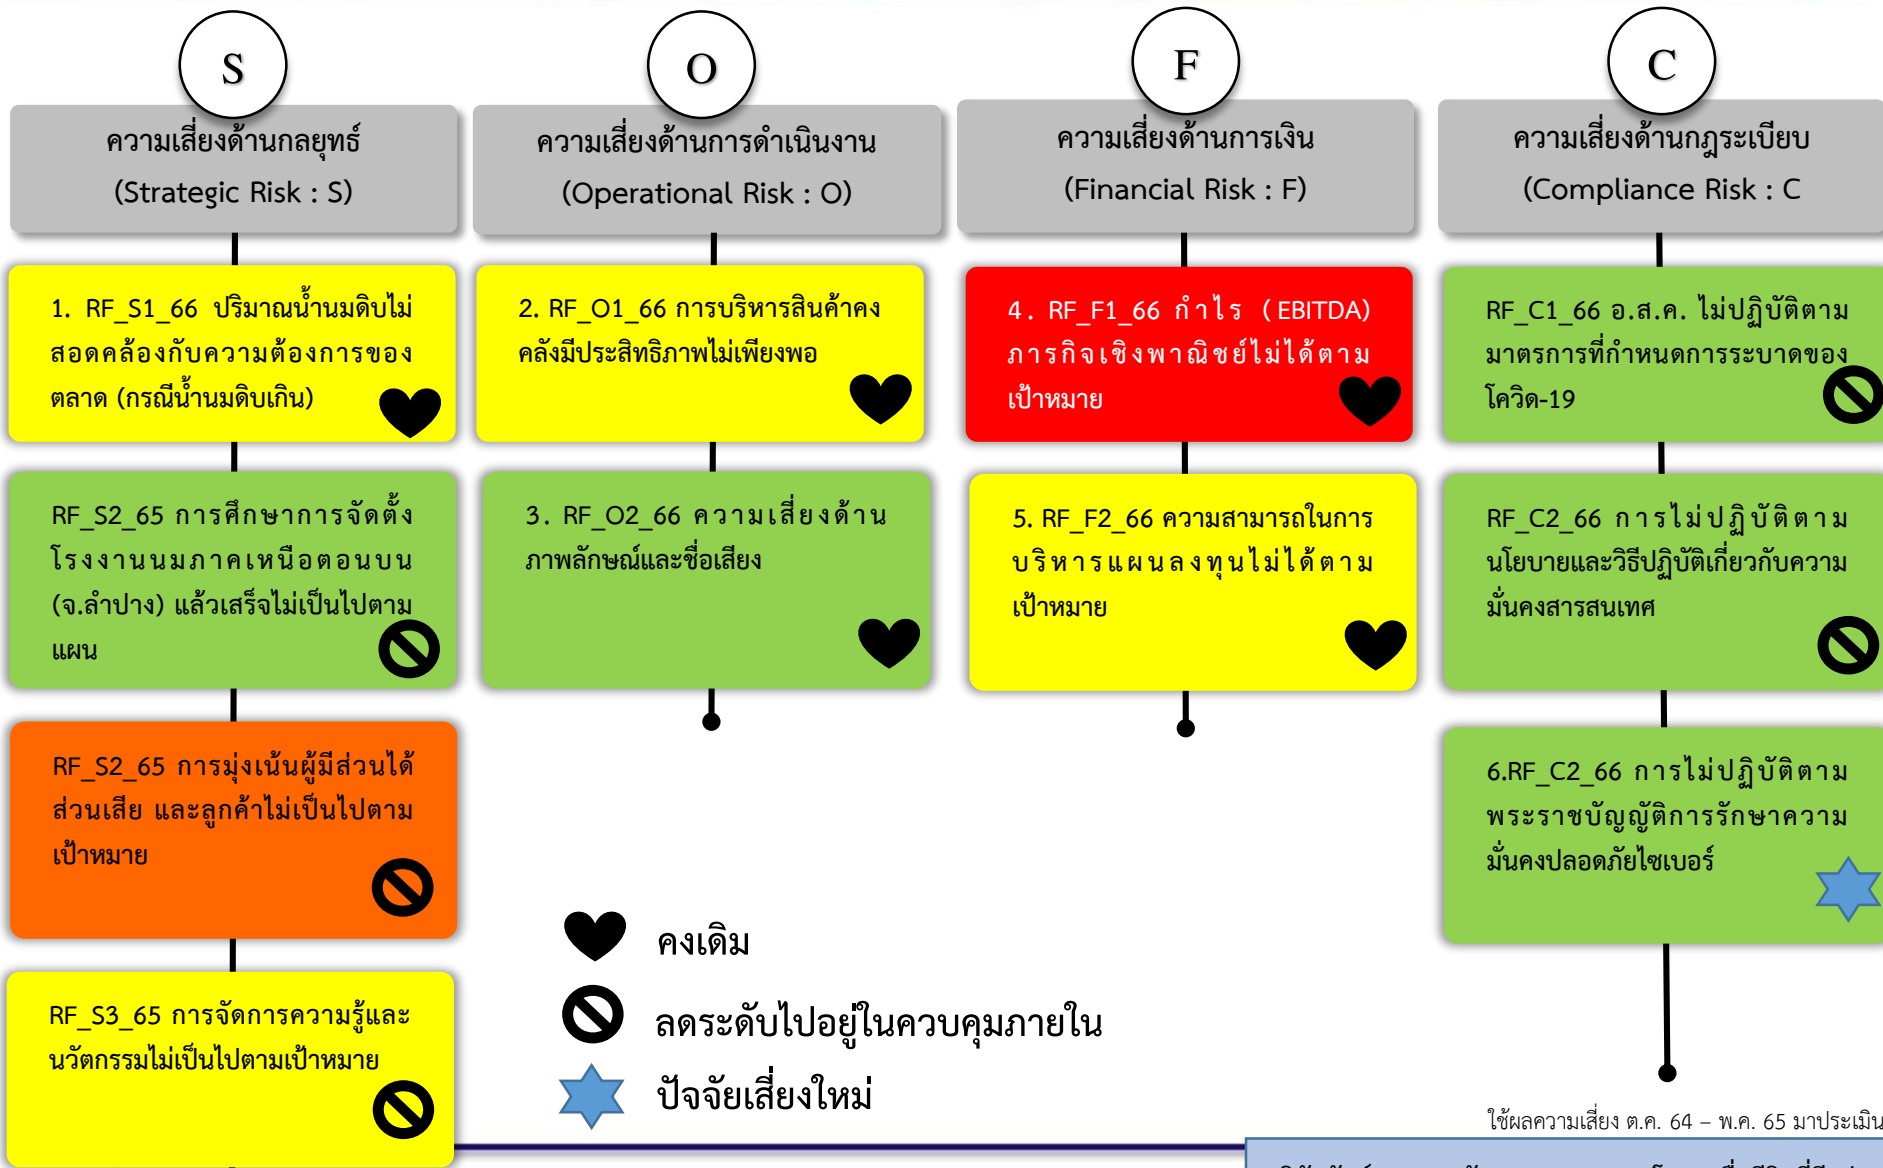 S
ความเสี่ยงด้านกลยุทธ์
(Strategic Risk : S)
1. RF_S1_66 ปริมาณน้ำนมดิบไม่
สอดคล้องกับความต้องการของ
ตลาด (กรณีน้ำนมดิบเกิน)
RF_S2_65 การศึกษาการจัดตั้ง
โรงงานนมภาคเหนือตอนบน
(จ.ลำปาง) แล้วเสร็จไม่เป็นไปตาม
แผน
RF_S2_65 การมุ่งเน้นผู้มีส่วนได้
ส่วนเสีย และลูกค้าไม่เป็นไปตาม
เป้าหมาย
RF_S3_65 การจัดการความรู้และ
นวัตกรรมไม่เป็นไปตามเป้าหมาย
O
ความเสี่ยงด้านการดำเนินงาน
(Operational Risk : O)
2. RF_O1_66 การบริหารสินค้าคง
คลังมีประสิทธิภาพไม่เพียงพอ
3. RF_O2_66 ความเสี่ยงด้าน
ภาพลักษณ์และชื่อเสียง
F
ความเสี่ยงด้านการเงิน
(Financial Risk : F)
4. RF_F1_66 กำไร (EBITDA)
ภารกิจเชิงพาณิชย์ไม่ได้ตาม
เป้าหมาย
5. RF_F2_66 ความสามารถในการ
บริหารแผนลงทุนไม่ได้ตาม
เป้าหมาย
C
ความเสี่ยงด้านกฎระเบียบ
(Compliance Risk : C
RF_C1_66 อ.ส.ค. ไม่ปฏิบัติตาม
มาตรการที่กำหนดการระบาดของ
โควิด-19
RF_C2_66 การไม่ปฏิบัติตาม
นโยบายและวิธีปฏิบัติเกี่ยวกับความ
มั่นคงสารสนเทศ
6.RF_C2_66 การไม่ปฏิบัติตาม
พระราชบัญญัติการรักษาความ
มั่นคงปลอดภัยไซเบอร์
คงเดิม
ลดระดับไปอยู่ในควบคุมภายใน
ปัจจัยเสี่ยงใหม่
ใช้ผลความเสี่ยง ต.ค. 64 – พ.ค. 65 มาประเมิน